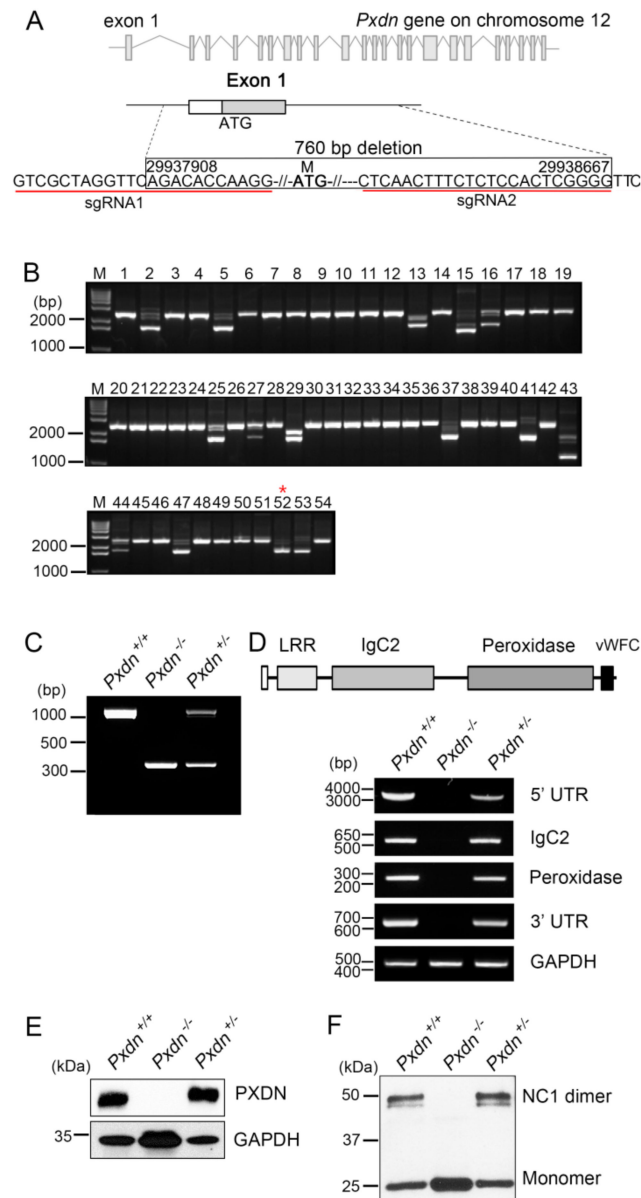 A
exon 1 Pxdn gene on chromosome 12
Exon 1
ATG
760 bp deletion
29937908 M 29938667
GTCGCTAGGTTCAGACACCAAGG-//-ATG-//---CTCAACTTTCTCTCCACTCGGGGTTC
sgRNA1 sgRNA2
B
M 1 2 3 4 5 6 7 8 9 10 11 12 13 14 15 16 17 18 19
(bp)
2000
1000
M 20 21 22 23 24 25 26 27 28 29 30 31 32 33 34 35 36 37 38 39 40 41 42 43
2000
1000
*
M 44 45 46 47 48 49 50 51 52 53 54
2000
1000
C
Pxdn+/+ Pxdn-/- Pxdn+/-
(bp)
1000
500
300
D
LRR IgC2 Peroxidase vWFC
Pxdn+/+ Pxdn-/- Pxdn+/-
(bp)
4000
3000 5' UTR
650
500 IgC2
300
200 Peroxidase
700
600 3' UTR
500
400 GAPDH
E
Pxdn+/+ Pxdn-/- Pxdn+/-
(kDa)
PXDN
35 GAPDH
F
Pxdn+/+ Pxdn-/- Pxdn+/-
(kDa)
50 NC1 dimer
37
25 Monomer